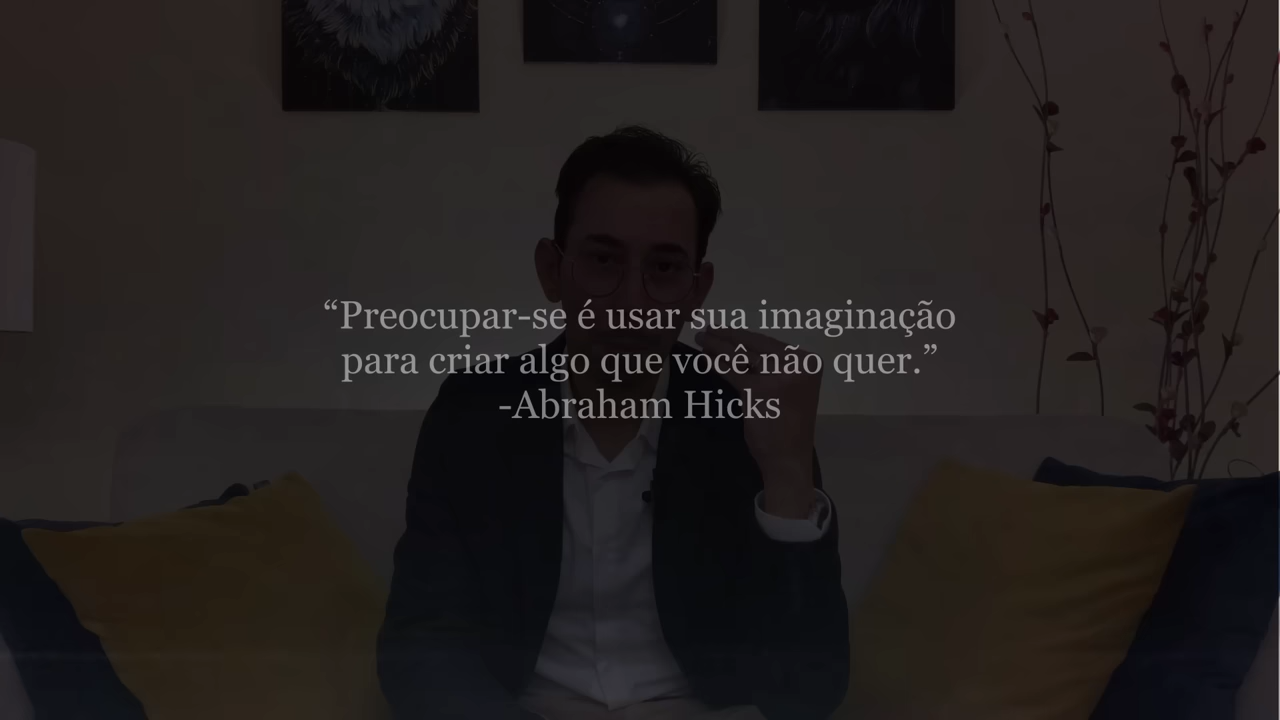 “Preocupar-se é usar sua imaginação
para criar algo que você não quer.”
-Abraham Hicks